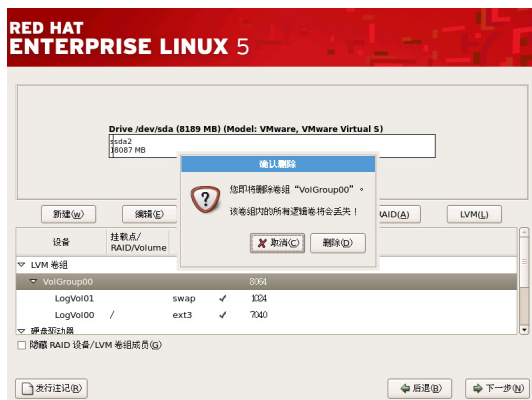 RED HAT
ENTERPRISE LINUX 5
Drive /dev/sda (8189 MB) (Model: VMware, VMware Virtual S)
sda2
8087 MB
确认删除
您即将删除卷组“VolGroup00”。
该卷组内的所有逻辑卷将会丢失！
取消(C)
删除(D)
新建(w)
编辑(E)
RAID(A)
LVM(L)
设备
挂载点/
RAID/Volume
LVM 卷组
VolGroup00 8064
LogVol01 swap ✓ 1024
LogVol00 / ext3 ✓ 7040
硬盘驱动器
隐藏 RAID 设备/LVM 卷组成员(G)
发行注记(R)
后退(B)
下一步(N)